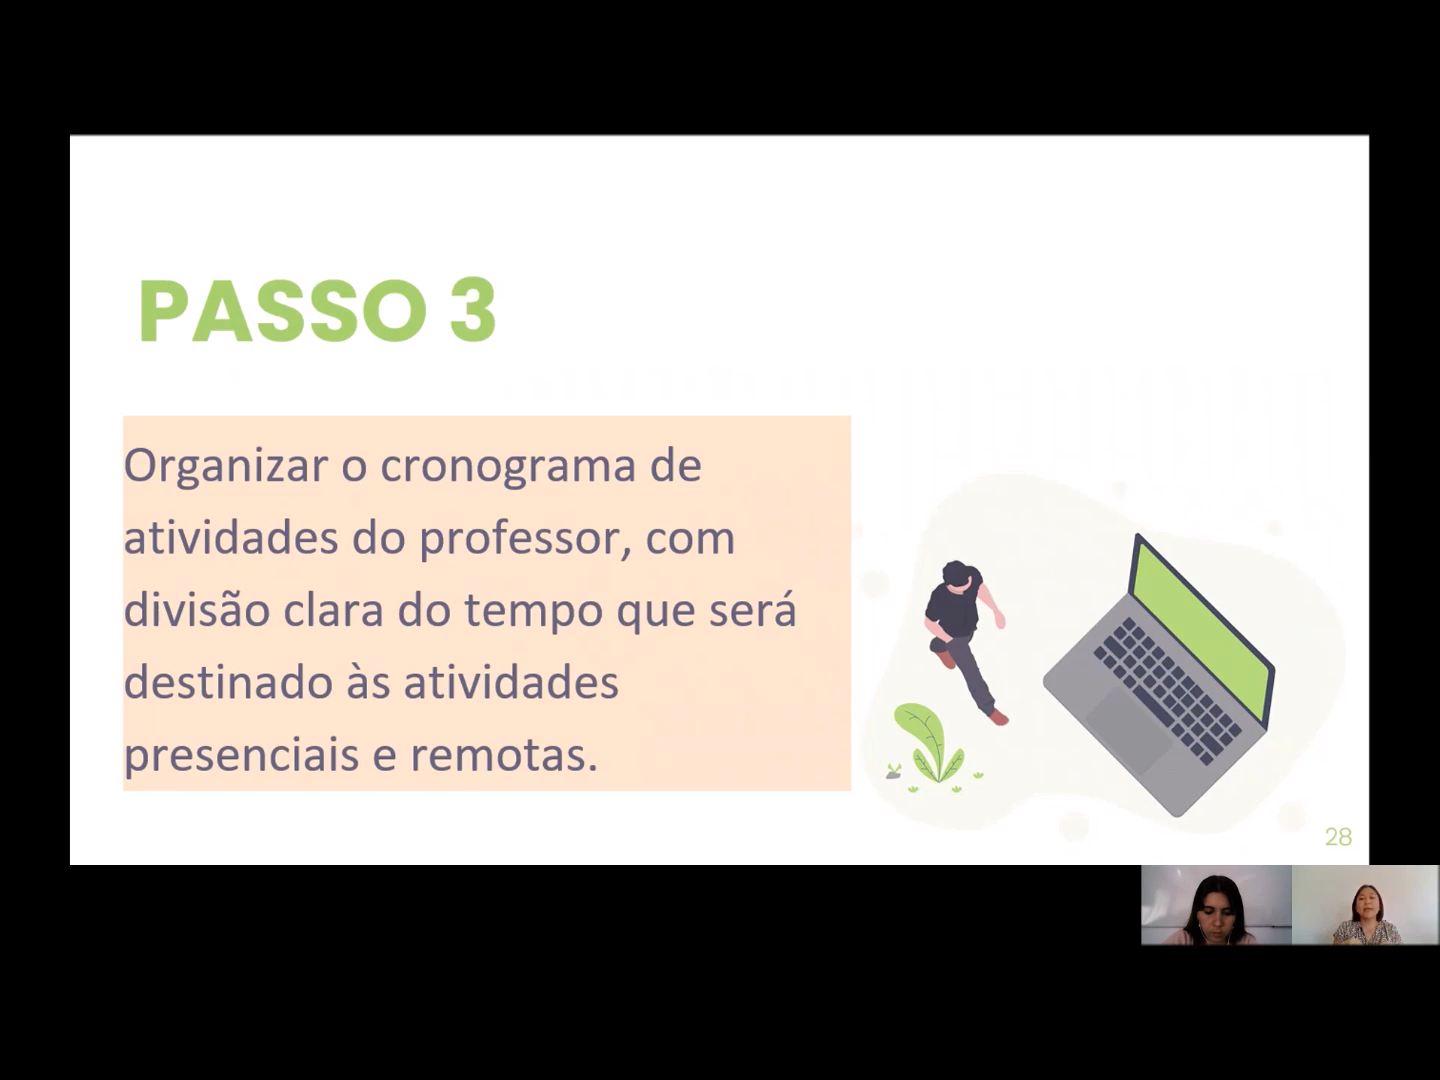 PASSO 3
Organizar o cronograma de
atividades do professor, com
divisão clara do tempo que será
destinado às atividades
presenciais e remotas.
28